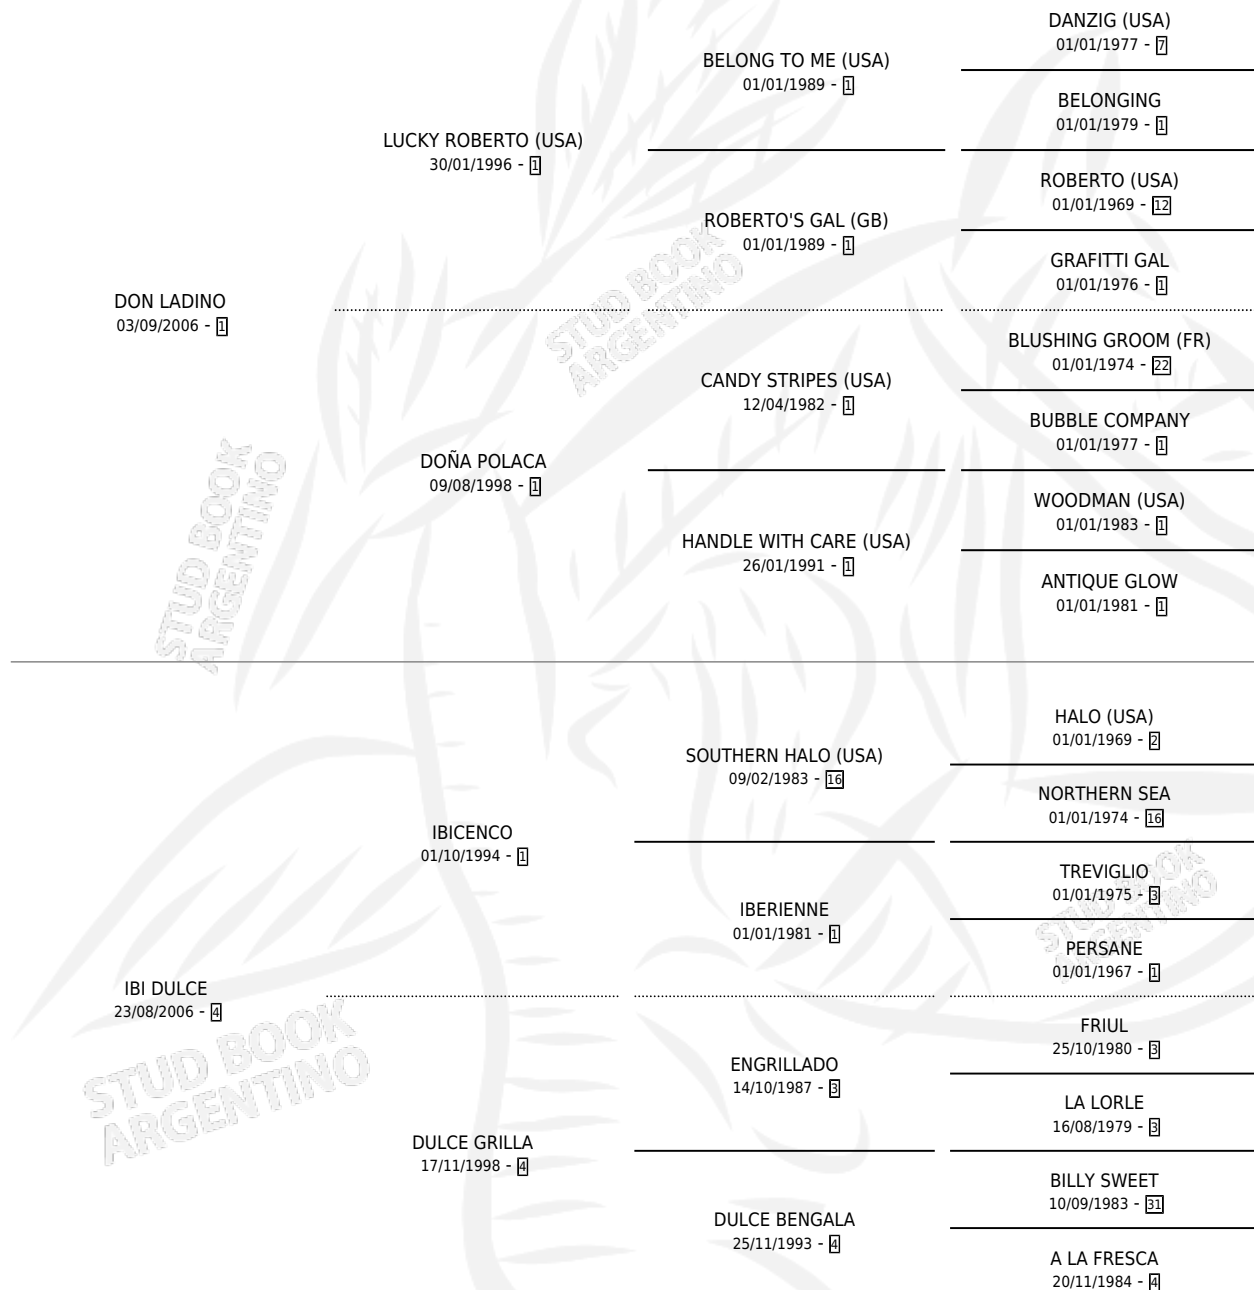 DANZIG (USA)
01/01/1977 - 7
BELONG TO ME (USA)
01/01/1989 - 1
BELONGING
01/01/1979 - 1
LUCKY ROBERTO (USA)
30/01/1996 - 1
ROBERTO (USA)
01/01/1969 - 12
ROBERTO'S GAL (GB)
01/01/1989 - 1
GRAFITTI GAL
01/01/1976 - 1
DON LADINO
03/09/2006 - 1
BLUSHING GROOM (FR)
01/01/1974 - 22
CANDY STRIPES (USA)
12/04/1982 - 1
BUBBLE COMPANY
01/01/1977 - 1
DOÑA POLACA
09/08/1998 - 1
WOODMAN (USA)
01/01/1983 - 1
HANDLE WITH CARE (USA)
26/01/1991 - 1
ANTIQUE GLOW
01/01/1981 - 1
HALO (USA)
01/01/1969 - 2
SOUTHERN HALO (USA)
09/02/1983 - 16
NORTHERN SEA
01/01/1974 - 16
IBICENCO
01/10/1994 - 1
TREVIGLIO
01/01/1975 - 3
IBERIENNE
01/01/1981 - 1
PERSANE
01/01/1967 - 1
IBI DULCE
23/08/2006 - 4
FRIUL
25/10/1980 - 3
ENGRILLADO
14/10/1987 - 3
LA LORLE
16/08/1979 - 3
DULCE GRILLA
17/11/1998 - 4
BILLY SWEET
10/09/1983 - 31
DULCE BENGALA
25/11/1993 - 4
A LA FRESCA
20/11/1984 - 4
STUD BOOK
ARGENTINO
STUD BOOK
ARGENTINO
STUD BOOK
ARGENTINO
STUD BOOK
ARGENTINO